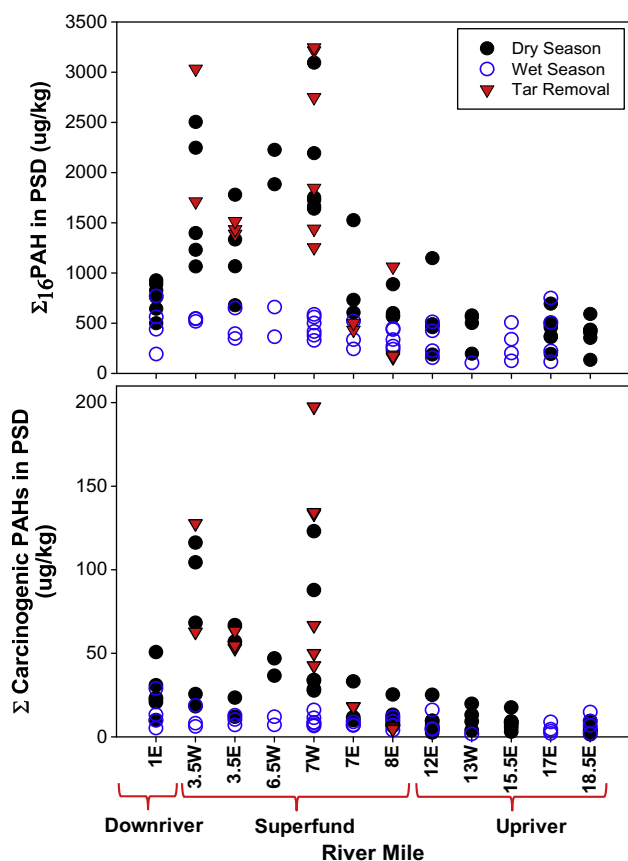 3500
3000
2500
2000
1500
1000
500
0
Σ16PAH in PSD (ug/kg)
Dry Season
Wet Season
Tar Removal
200
150
100
50
0
Σ Carcinogenic PAHs in PSD
(ug/kg)
1E 3.5W 3.5E 6.5W 7W 7E 8E 12E 13W 15.5E 17E 18.5E
Downriver Superfund Upriver
River Mile